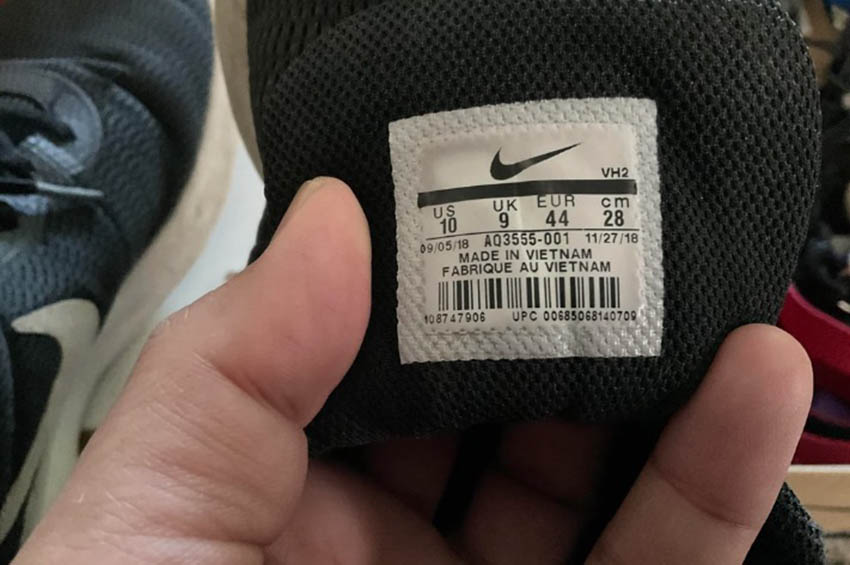 VH2
US UK EUR cm
10 9 44 28
09/05/18 AQ3555-001 11/27/18
MADE IN VIETNAM
FABRIQUE AU VIETNAM
108747906 UPC 00685068140709